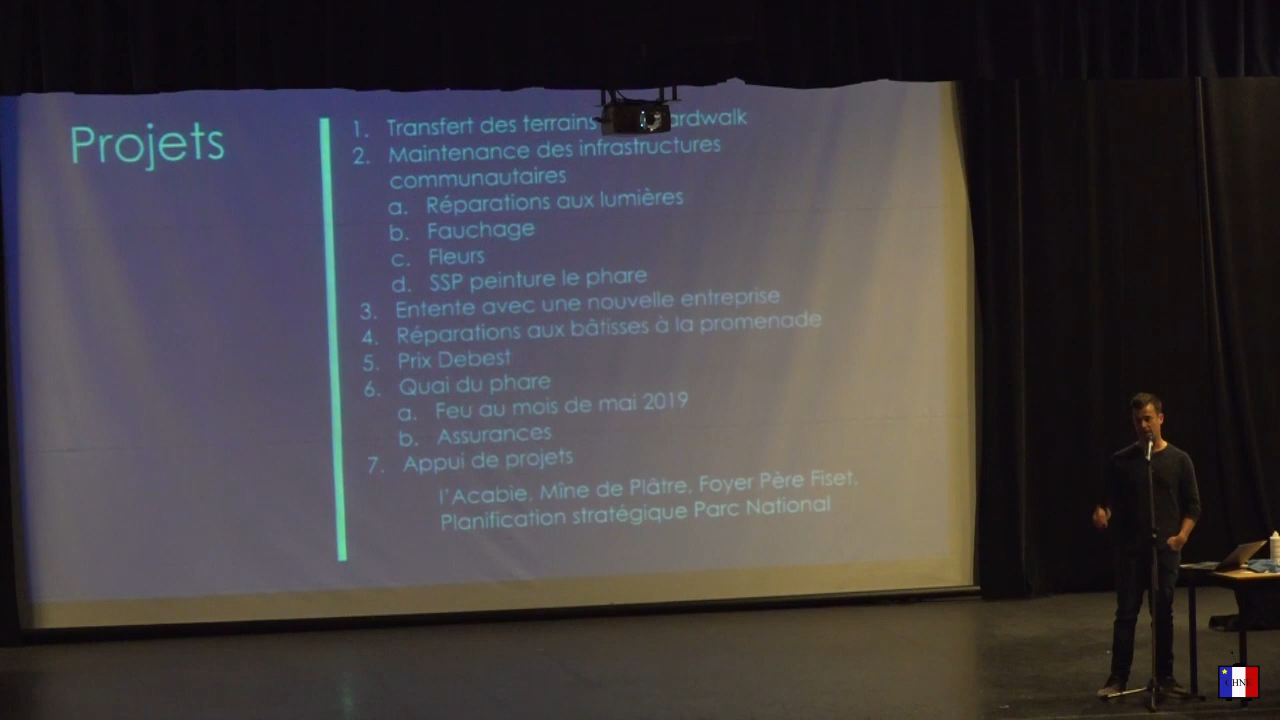 Projets
1. Transfert des terrains
2. Maintenance des infrastructures
communautaires
a. Réparations aux lumières
b. Fauchage
c. Fleurs
d. SSP peinture le phare
3. Entente avec une nouvelle entreprise
4. Réparations aux bâtisses à la promenade
5. Prix Debest
6. Quai du phare
a. Feu au mois de mai 2019
b. Assurances
7. Appui de projets
l'Acabie, Mîne de Plâtre, Foyer Père Fiset,
Planification stratégique Parc National